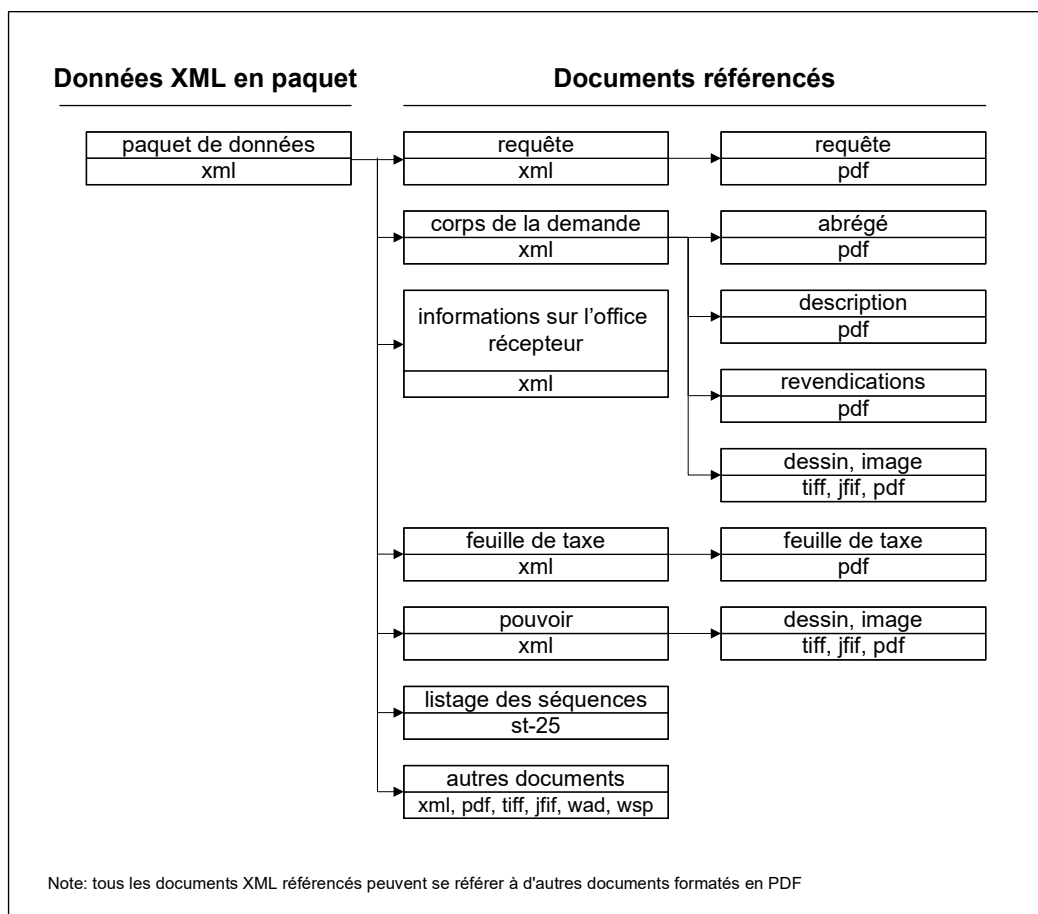 Données XML en paquet
Documents référencés
paquet de données
xml
requête
xml
requête
pdf
corps de la demande
xml
abrégé
pdf
informations sur l'office
récepteur
xml
description
pdf
revendications
pdf
dessin, image
tiff, jfif, pdf
feuille de taxe
xml
feuille de taxe
pdf
pouvoir
xml
dessin, image
tiff, jfif, pdf
listage des séquences
st-25
autres documents
xml, pdf, tiff, jfif, wad, wsp
Note: tous les documents XML référencés peuvent se référer à d'autres documents formatés en PDF